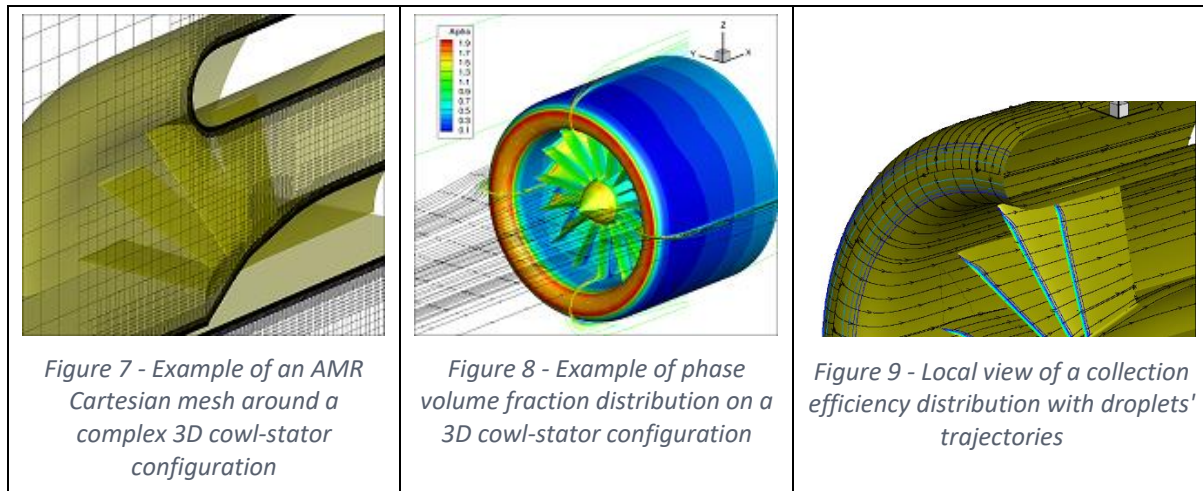 Alpha
1.9
1.7
1.5
1.3
1.1
0.9
0.7
0.5
0.3
0.1
Z
Y
X
X
Figure 7 - Example of an AMR
Cartesian mesh around a
complex 3D cowl-stator
configuration
Figure 8 - Example of phase
volume fraction distribution on a
3D cowl-stator configuration
Figure 9 - Local view of a collection
efficiency distribution with droplets'
trajectories